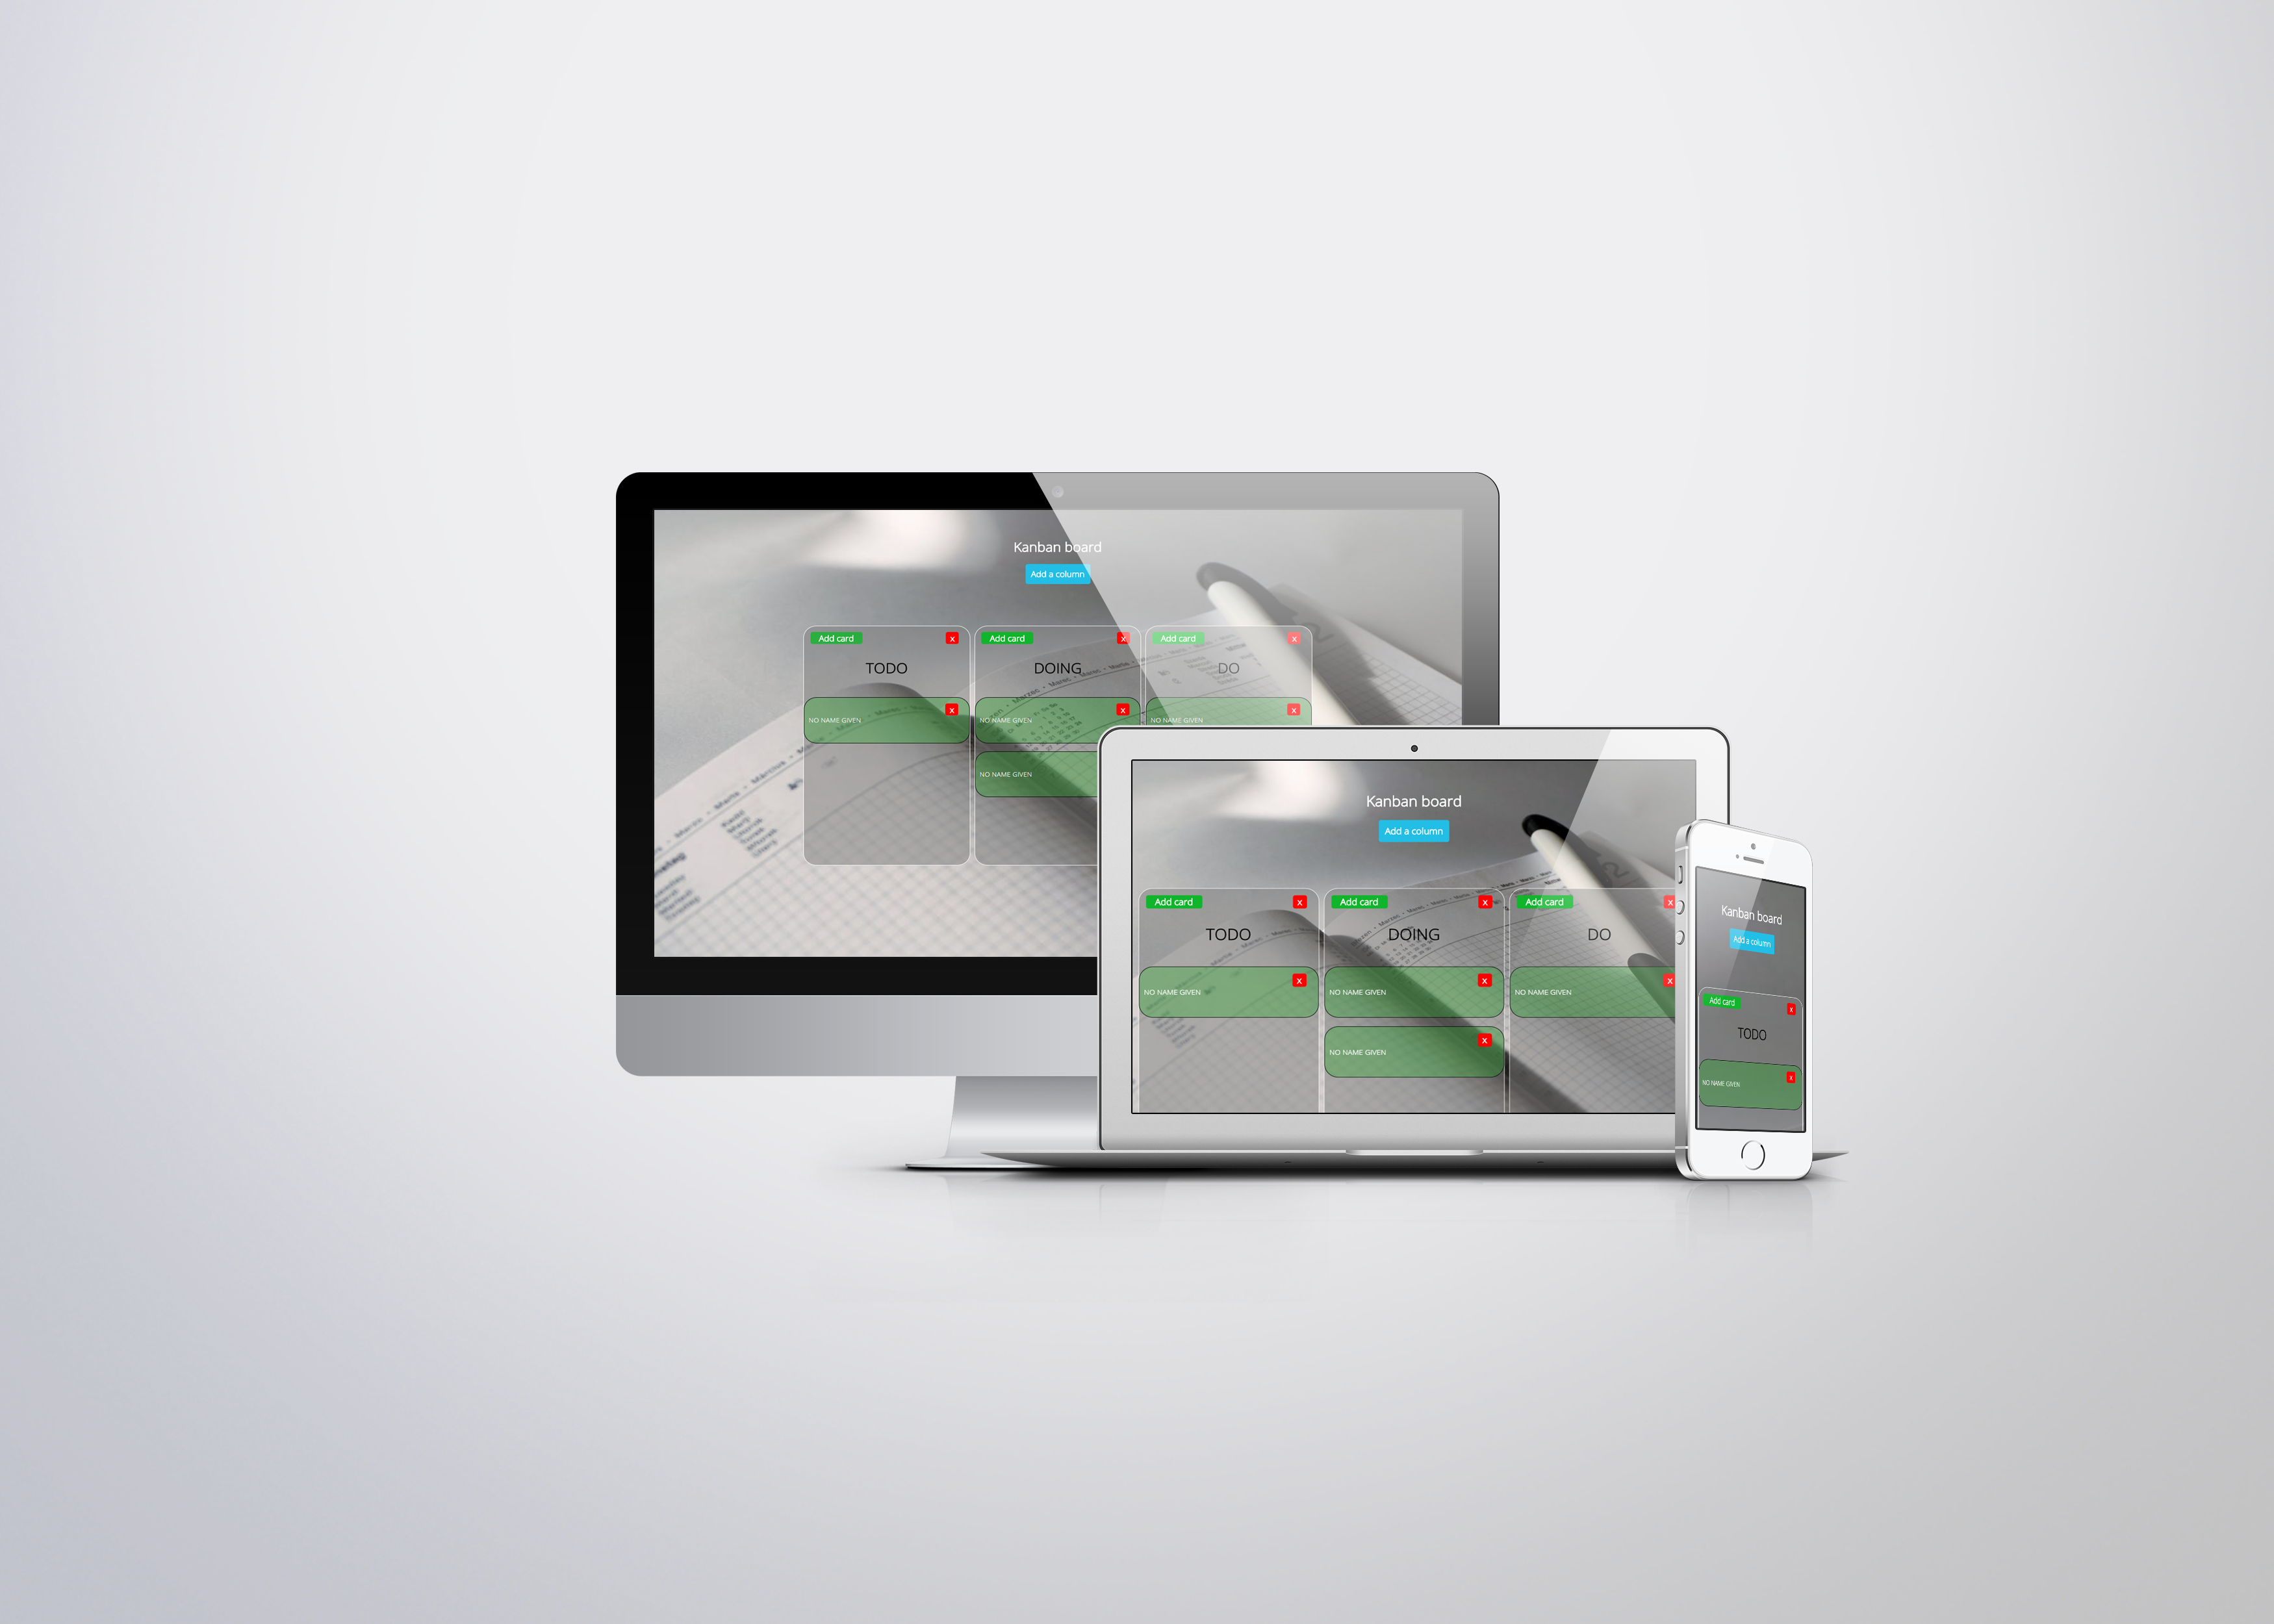 Kanban board
Add a column
Add card x Add card x Add card x
TODO DOING DO
x x x
NO NAME GIVEN NO NAME GIVEN NO NAME GIVEN
NO NAME GIVEN
Kanban board
Add a column
Add card x Add card x Add card x
TODO DOING DO
x x x
NO NAME GIVEN NO NAME GIVEN NO NAME GIVEN
x
NO NAME GIVEN
Kanban board
Add a column
Add card x
TODO
x
NO NAME GIVEN